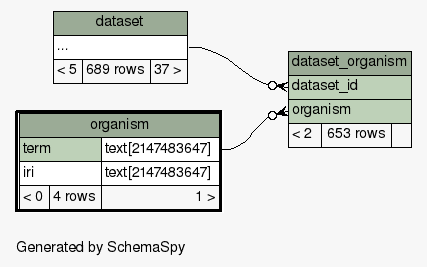 dataset
...
< 5 689 rows 37 >
dataset_organism
dataset_id
organism
< 2 653 rows
organism
term text[2147483647]
iri text[2147483647]
< 0 4 rows 1 >
Generated by SchemaSpy